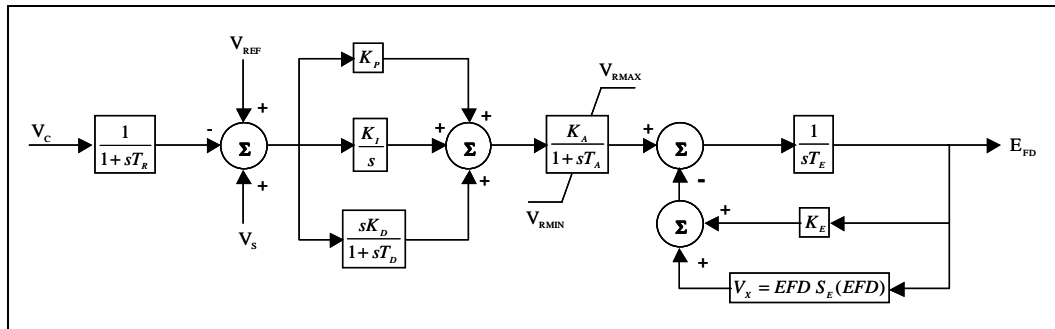 V_REF
K_P
V_RMAX
V_C
1 / (1 + sT_R)
-
+
Σ
+
K_I / s
+
+
Σ
+
K_A / (1 + sT_A)
+
Σ
-
1 / (sT_E)
E_FD
V_S
sK_D / (1 + sT_D)
V_RMIN
Σ
+
K_E
+
V_X = EFD S_E(EFD)